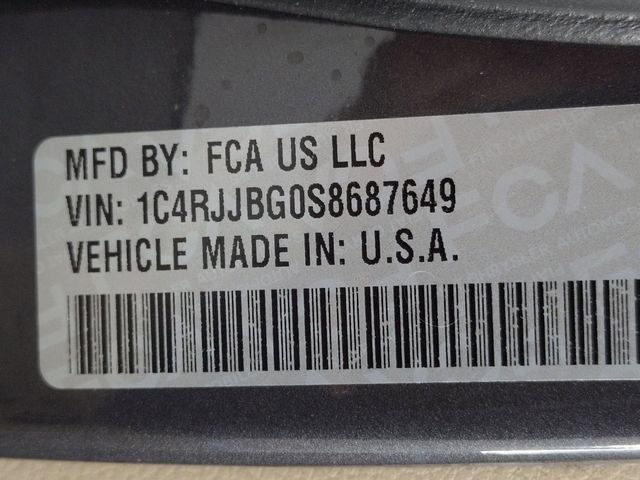 MFD BY: FCA US LLC
VIN: 1C4RJJBG0S8687649
VEHICLE MADE IN: U.S.A.